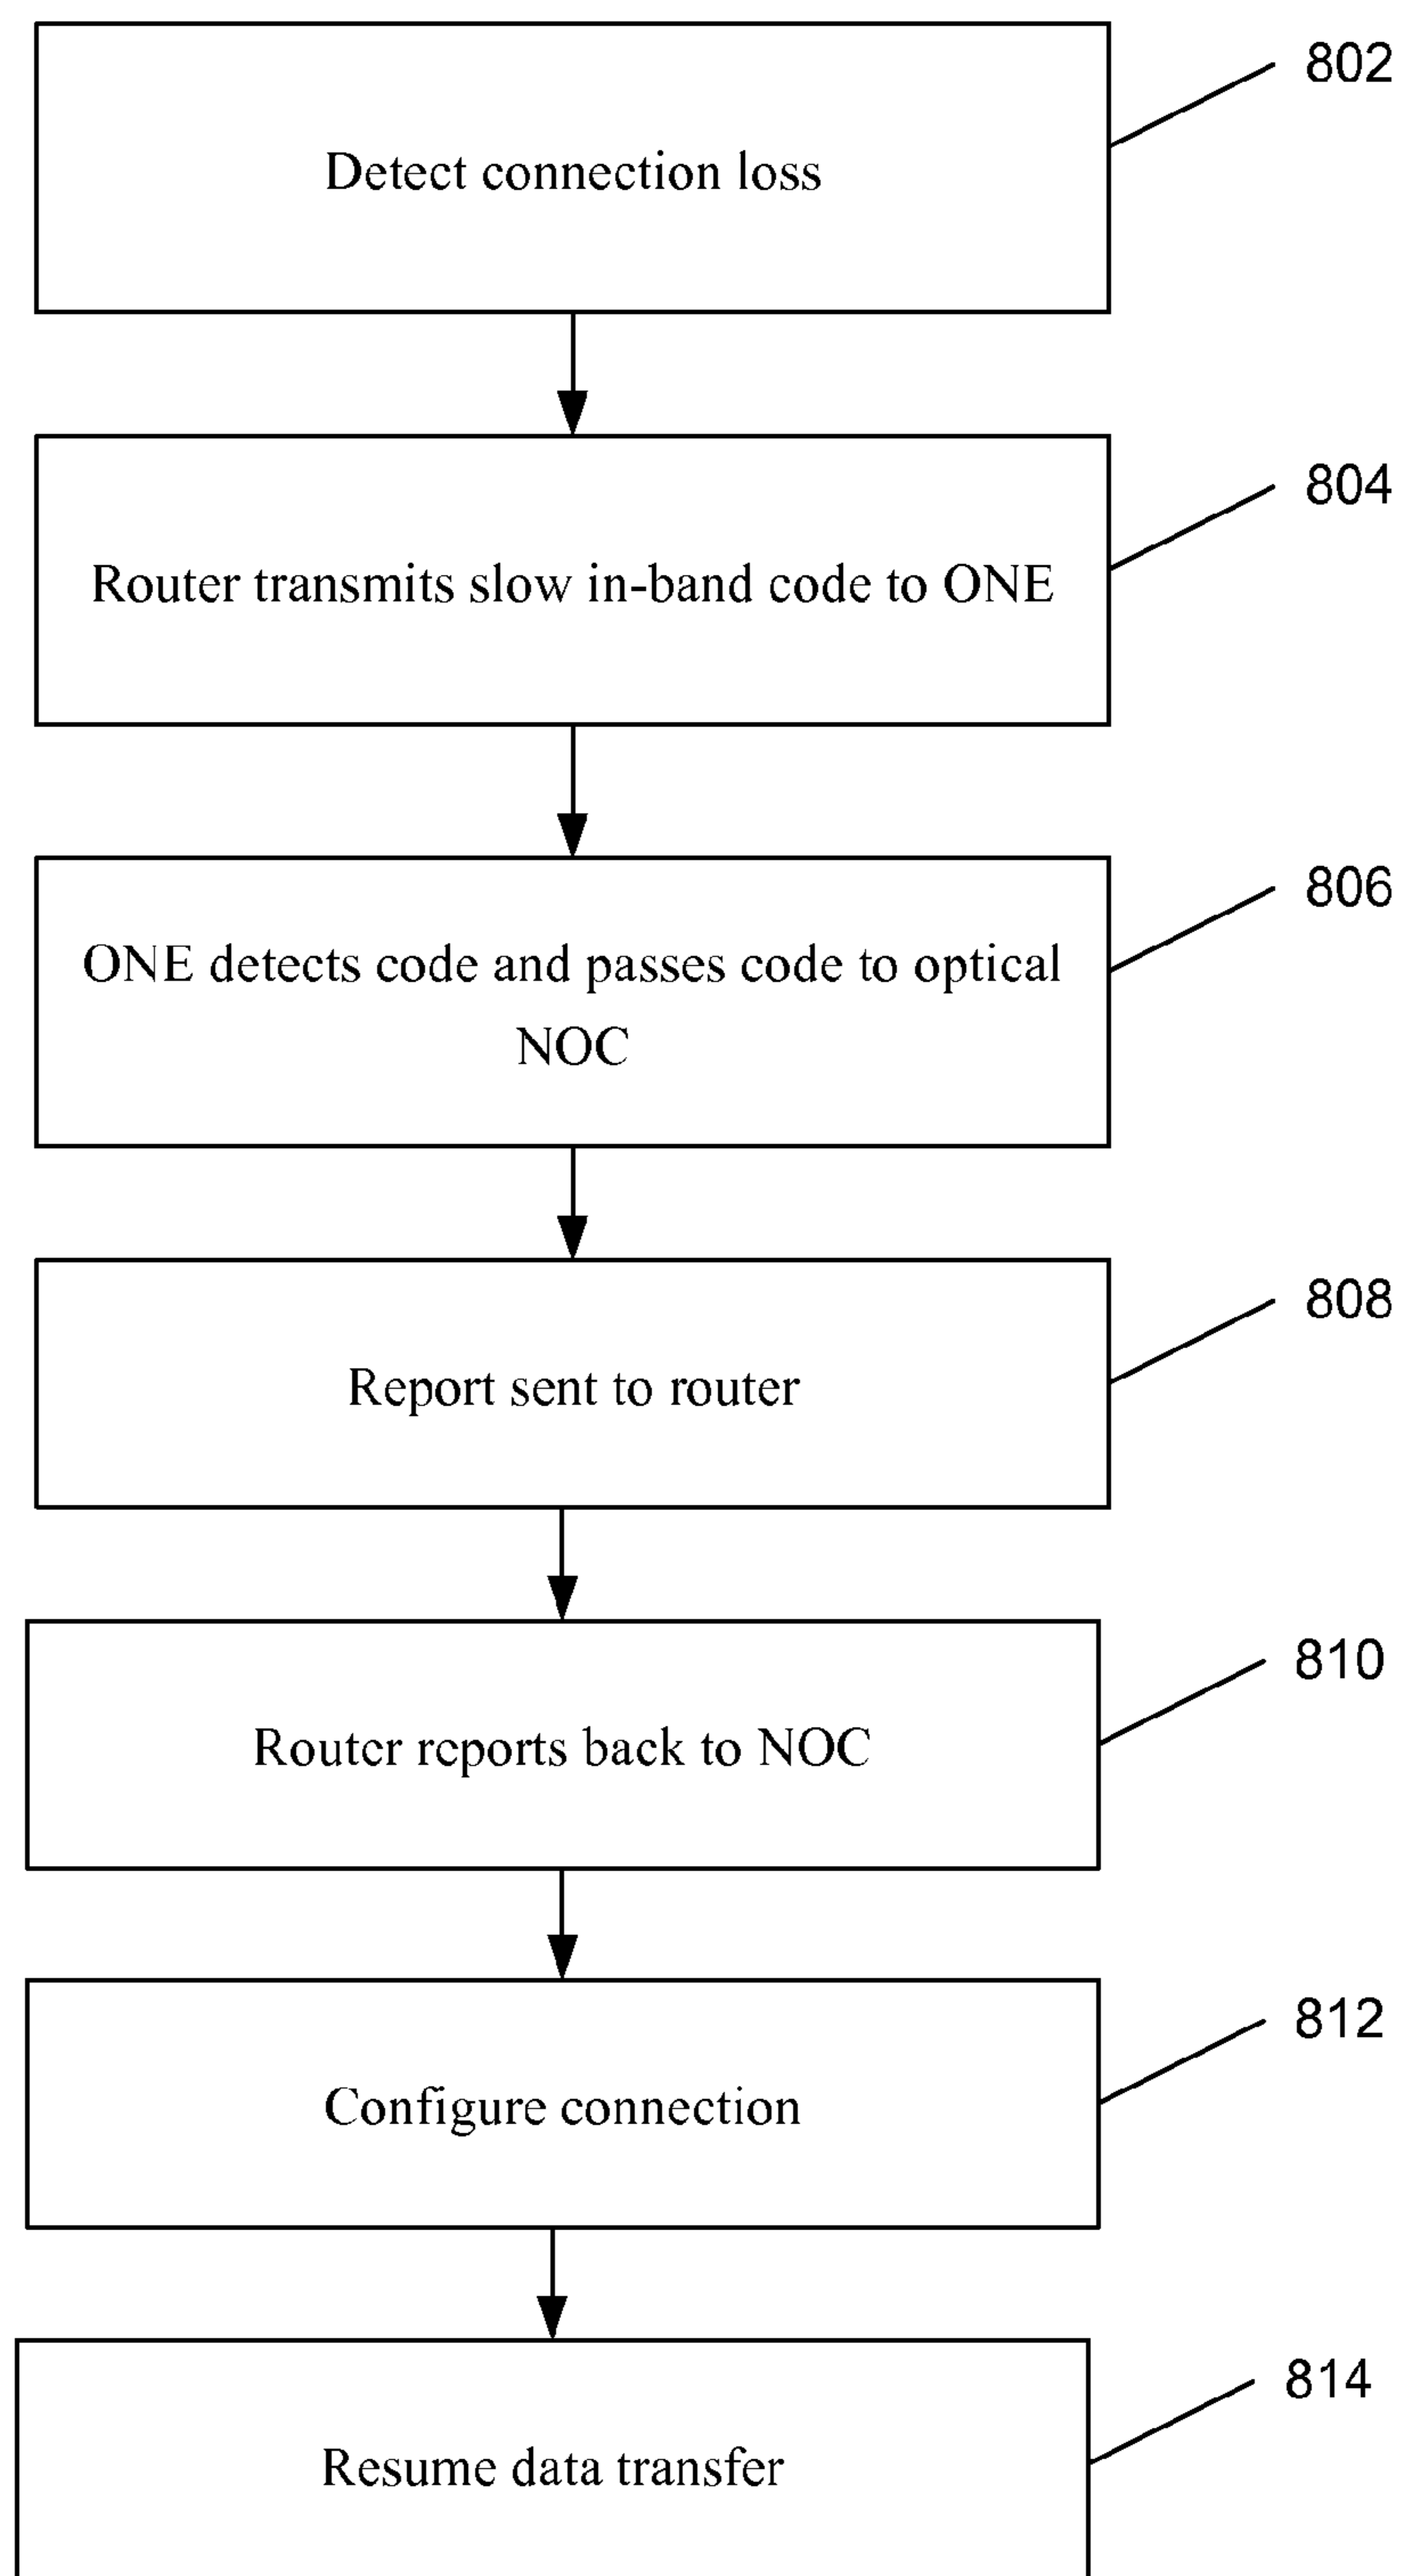 802
Detect connection loss
804
Router transmits slow in-band code to ONE
806
ONE detects code and passes code to optical
NOC
808
Report sent to router
810
Router reports back to NOC
812
Configure connection
814
Resume data transfer